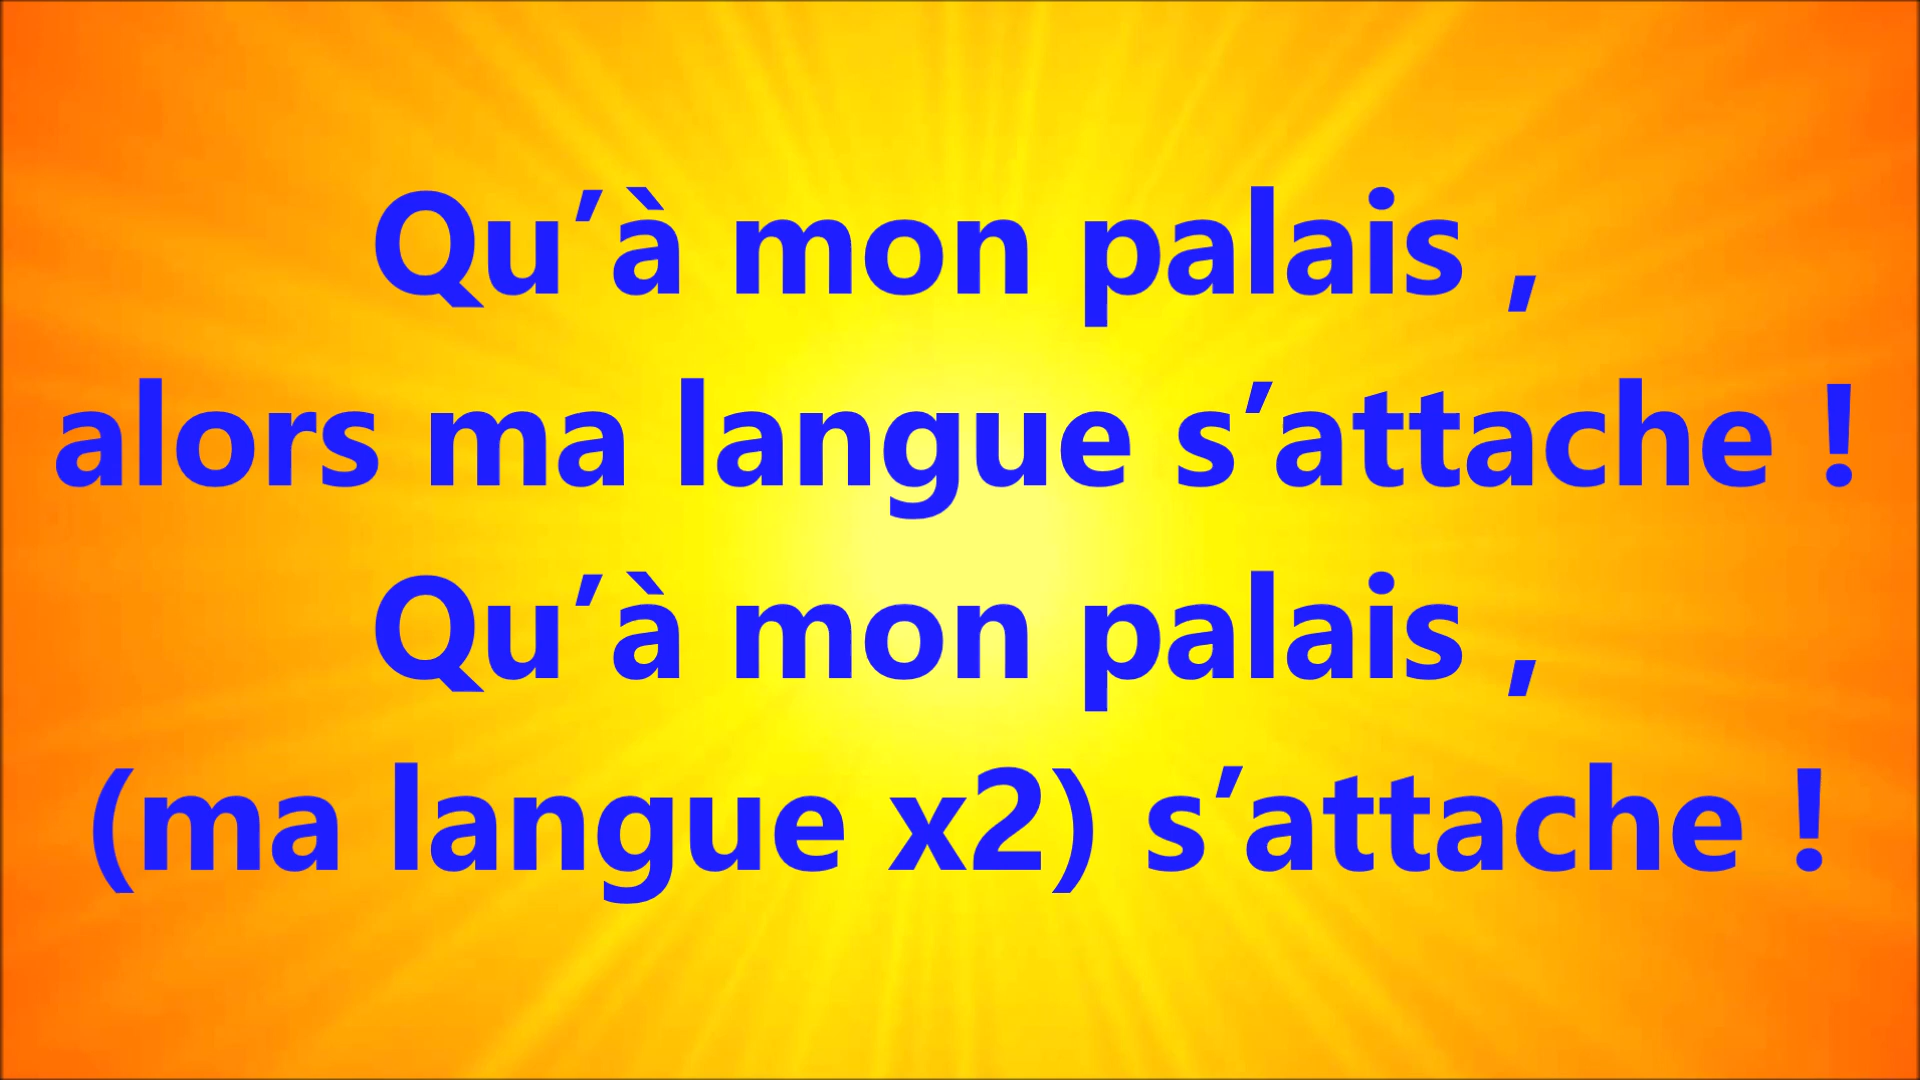 Qu’à mon palais ,
alors ma langue s’attache !
Qu’à mon palais ,
(ma langue x2) s’attache !